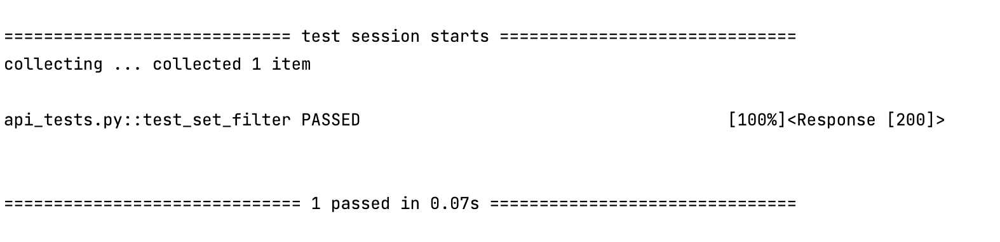 ============================= test session starts ==============================
collecting ... collected 1 item
api_tests.py::test_set_filter PASSED [100%]<Response [200]>
============================== 1 passed in 0.07s ===============================